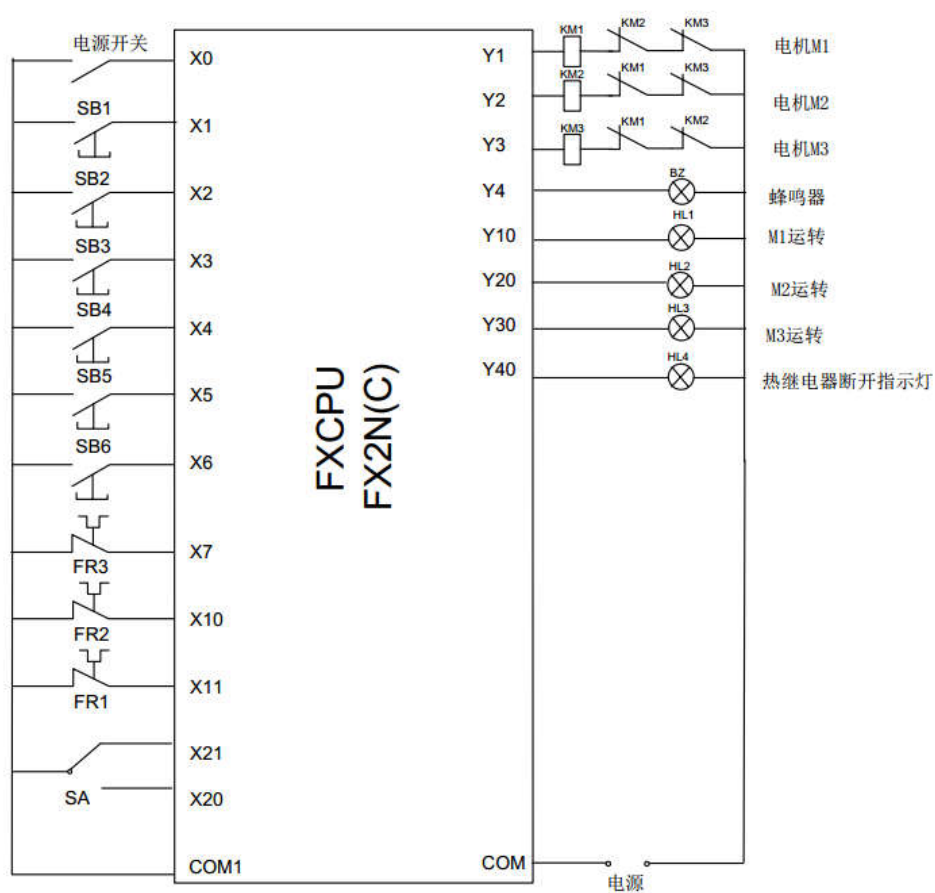 电源开关
X0
SB1
X1
SB2
X2
SB3
X3
SB4
X4
SB5
X5
SB6
X6
FR3
X7
FR2
X10
FR1
X11
X21
SA
X20
COM1
FXCPU
FX2N(C)
Y1
KM1
KM2
KM3
电机M1
Y2
KM2
KM1
KM3
电机M2
Y3
KM3
KM1
KM2
电机M3
Y4
BZ
蜂鸣器
Y10
HL1
M1运转
Y20
HL2
M2运转
Y30
HL3
M3运转
Y40
HL4
热继电器断开指示灯
COM
电源